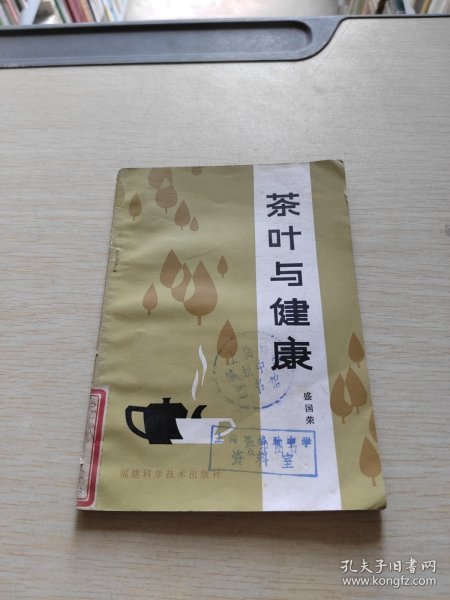 茶叶与健康
盛国荣
资料室
福建科学技术出版社
孔夫子旧书网
www.kongfz.com